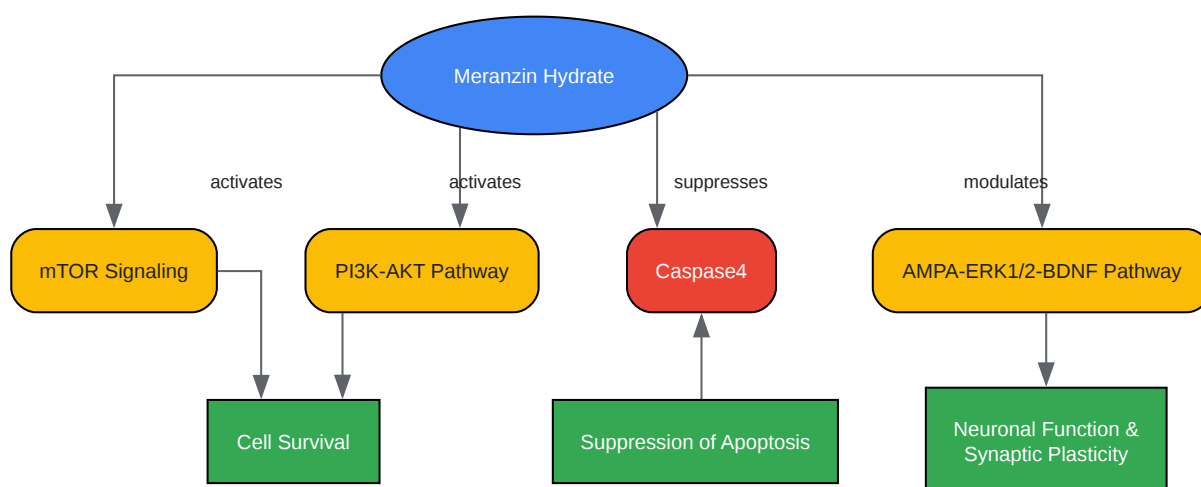 Meranzin Hydrate
activates
activates
suppresses
modulates
mTOR Signaling
PI3K-AKT Pathway
Caspase4
AMPA-ERK1/2-BDNF Pathway
Cell Survival
Suppression of Apoptosis
Neuronal Function &
Synaptic Plasticity